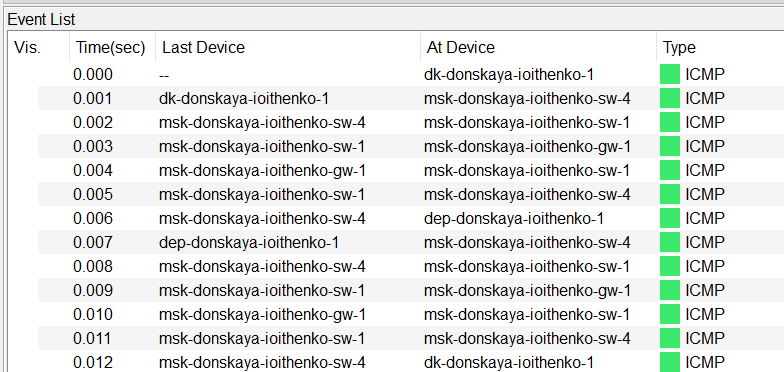 Event List
Vis. Time(sec) Last Device At Device Type
0.000 -- dk-donskaya-ioithenko-1 ICMP
0.001 dk-donskaya-ioithenko-1 msk-donskaya-ioithenko-sw-4 ICMP
0.002 msk-donskaya-ioithenko-sw-4 msk-donskaya-ioithenko-sw-1 ICMP
0.003 msk-donskaya-ioithenko-sw-1 msk-donskaya-ioithenko-gw-1 ICMP
0.004 msk-donskaya-ioithenko-gw-1 msk-donskaya-ioithenko-sw-1 ICMP
0.005 msk-donskaya-ioithenko-sw-1 msk-donskaya-ioithenko-sw-4 ICMP
0.006 msk-donskaya-ioithenko-sw-4 dep-donskaya-ioithenko-1 ICMP
0.007 dep-donskaya-ioithenko-1 msk-donskaya-ioithenko-sw-4 ICMP
0.008 msk-donskaya-ioithenko-sw-4 msk-donskaya-ioithenko-sw-1 ICMP
0.009 msk-donskaya-ioithenko-sw-1 msk-donskaya-ioithenko-gw-1 ICMP
0.010 msk-donskaya-ioithenko-gw-1 msk-donskaya-ioithenko-sw-1 ICMP
0.011 msk-donskaya-ioithenko-sw-1 msk-donskaya-ioithenko-sw-4 ICMP
0.012 msk-donskaya-ioithenko-sw-4 dk-donskaya-ioithenko-1 ICMP